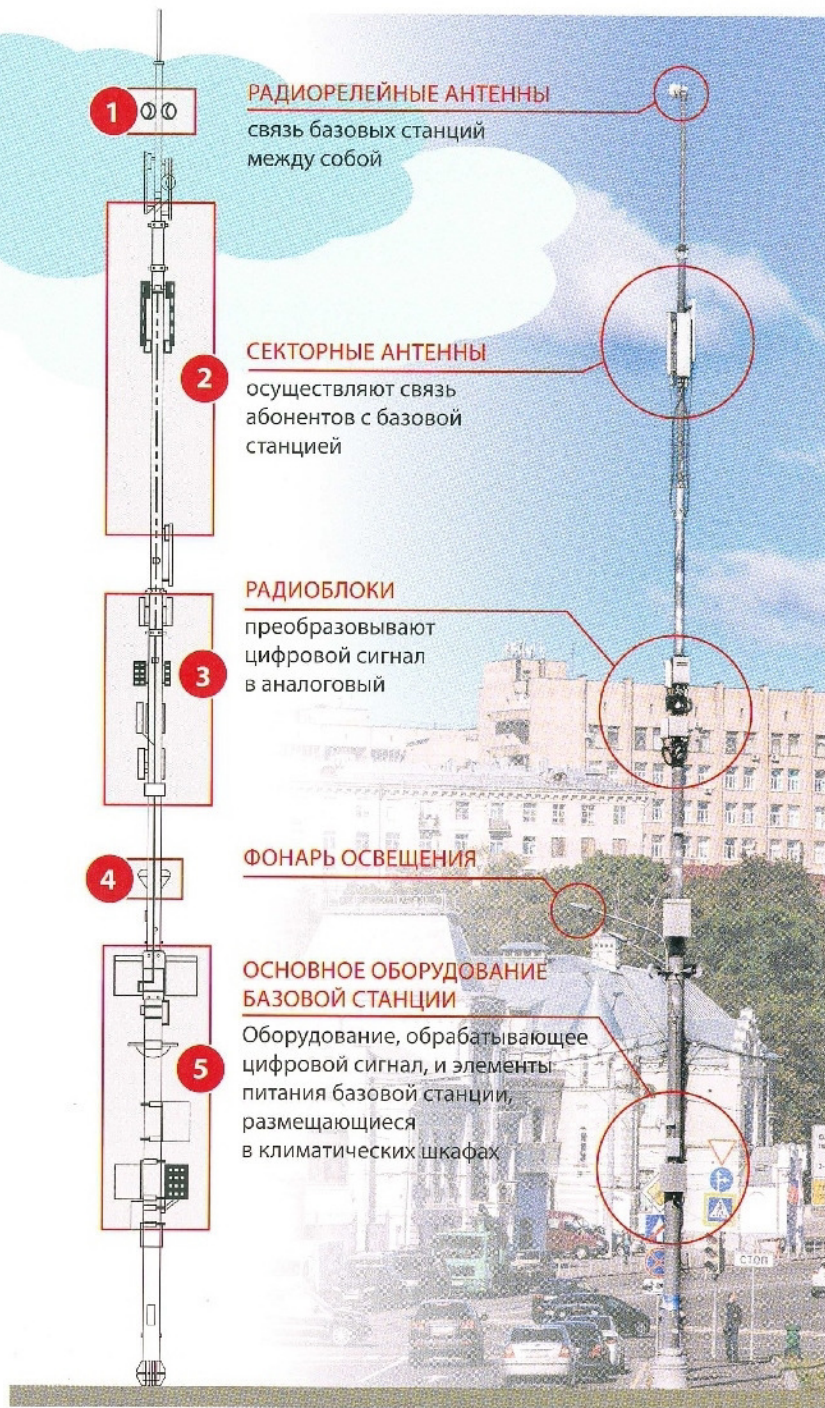 1
РАДИОРЕЛЕЙНЫЕ АНТЕННЫ
связь базовых станций
между собой
2
СЕКТОРНЫЕ АНТЕННЫ
осуществляют связь
абонентов с базовой
станцией
3
РАДИОБЛОКИ
преобразовывают
цифровой сигнал
в аналоговый
4
ФОНАРЬ ОСВЕЩЕНИЯ
5
ОСНОВНОЕ ОБОРУДОВАНИЕ
БАЗОВОЙ СТАНЦИИ
Оборудование, обрабатывающее
цифровой сигнал, и элементы
питания базовой станции,
размещающиеся
в климатических шкафах
СТОП